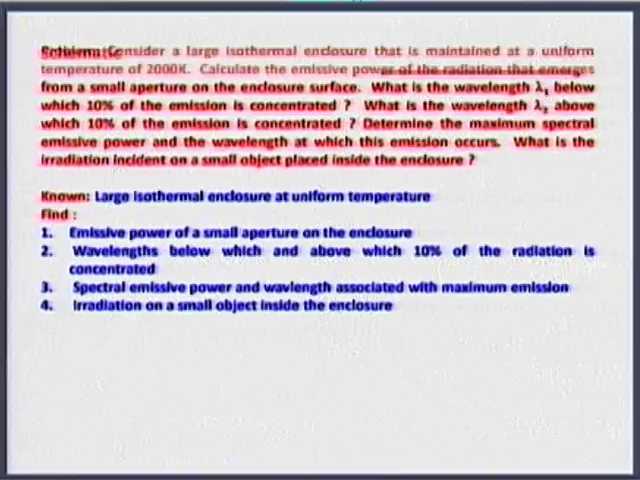 Problem: Consider a large isothermal enclosure that is maintained at a uniform
temperature of 2000K. Calculate the emissive power of the radiation that emerges
from a small aperture on the enclosure surface. What is the wavelength λ₁ below
which 10% of the emission is concentrated ? What is the wavelength λ₂ above
which 10% of the emission is concentrated ? Determine the maximum spectral
emissive power and the wavelength at which this emission occurs. What is the
irradiation incident on a small object placed inside the enclosure ?
Known: Large isothermal enclosure at uniform temperature
Find :
1. Emissive power of a small aperture on the enclosure
2. Wavelengths below which and above which 10% of the radiation is
concentrated
3. Spectral emissive power and wavlength associated with maximum emission
4. Irradiation on a small object inside the enclosure